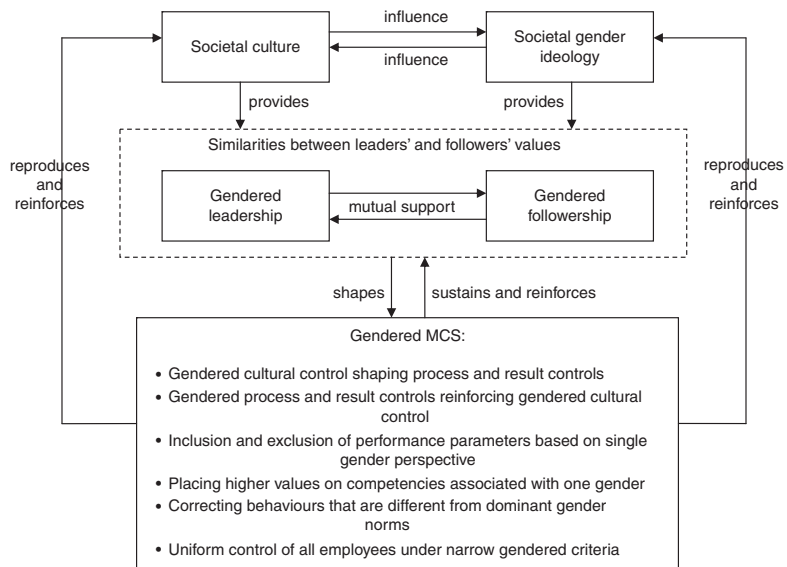 influence
Societal culture
Societal gender
ideology
influence
provides
provides
Similarities between leaders' and followers' values
reproduces
and
reinforces
reproduces
and
reinforces
Gendered
leadership
mutual support
Gendered
followership
shapes
sustains and reinforces
Gendered MCS:
• Gendered cultural control shaping process and result controls
• Gendered process and result controls reinforcing gendered cultural
control
• Inclusion and exclusion of performance parameters based on single
gender perspective
• Placing higher values on competencies associated with one gender
• Correcting behaviours that are different from dominant gender
norms
• Uniform control of all employees under narrow gendered criteria